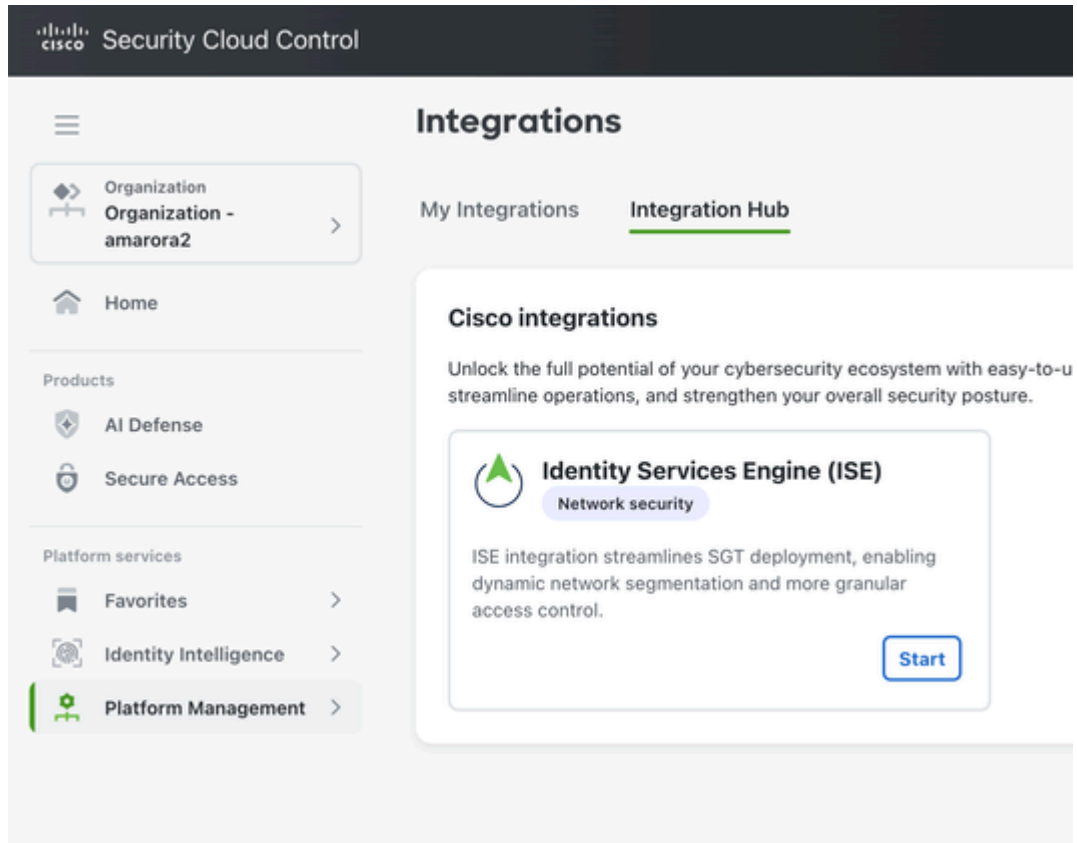 CISCO Security Cloud Control
Integrations
Organization
Organization -
amarora2
My Integrations
Integration Hub
Home
Products
AI Defense
Secure Access
Platform services
Favorites
Identity Intelligence
Platform Management
Cisco integrations
Unlock the full potential of your cybersecurity ecosystem with easy-to-u
streamline operations, and strengthen your overall security posture.
Identity Services Engine (ISE)
Network security
ISE integration streamlines SGT deployment, enabling
dynamic network segmentation and more granular
access control.
Start